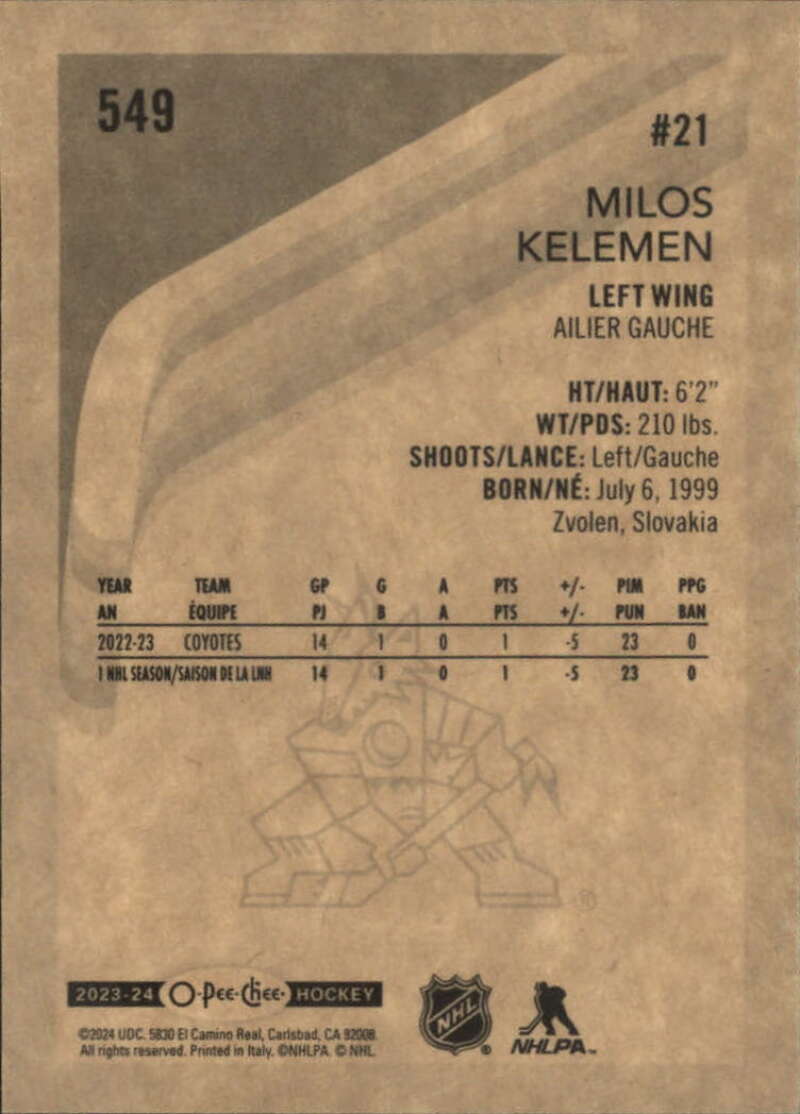 549
#21
MILOS
KELEMEN
LEFT WING
AILIER GAUCHE
HT/HAUT: 6'2"
WT/PDS: 210 lbs.
SHOOTS/LANCE: Left/Gauche
BORN/NÉ: July 6, 1999
Zvolen, Slovakia
YEAR TEAM GP G A PTS +/- PIM PPG
AN ÉQUIPE PJ B A PTS +/- PUN BAN
2022-23 COYOTES 14 1 0 1 -5 23 0
1 NHL SEASON/SAISON DE LA LNH 14 1 0 1 -5 23 0
2023-24 O-Pee-Chee HOCKEY
©2024 UDC. 5830 El Camino Real, Carlsbad, CA 92008.
All rights reserved. Printed in Italy. ©NHLPA. © NHL.
NHL ®
NHLPA™
®